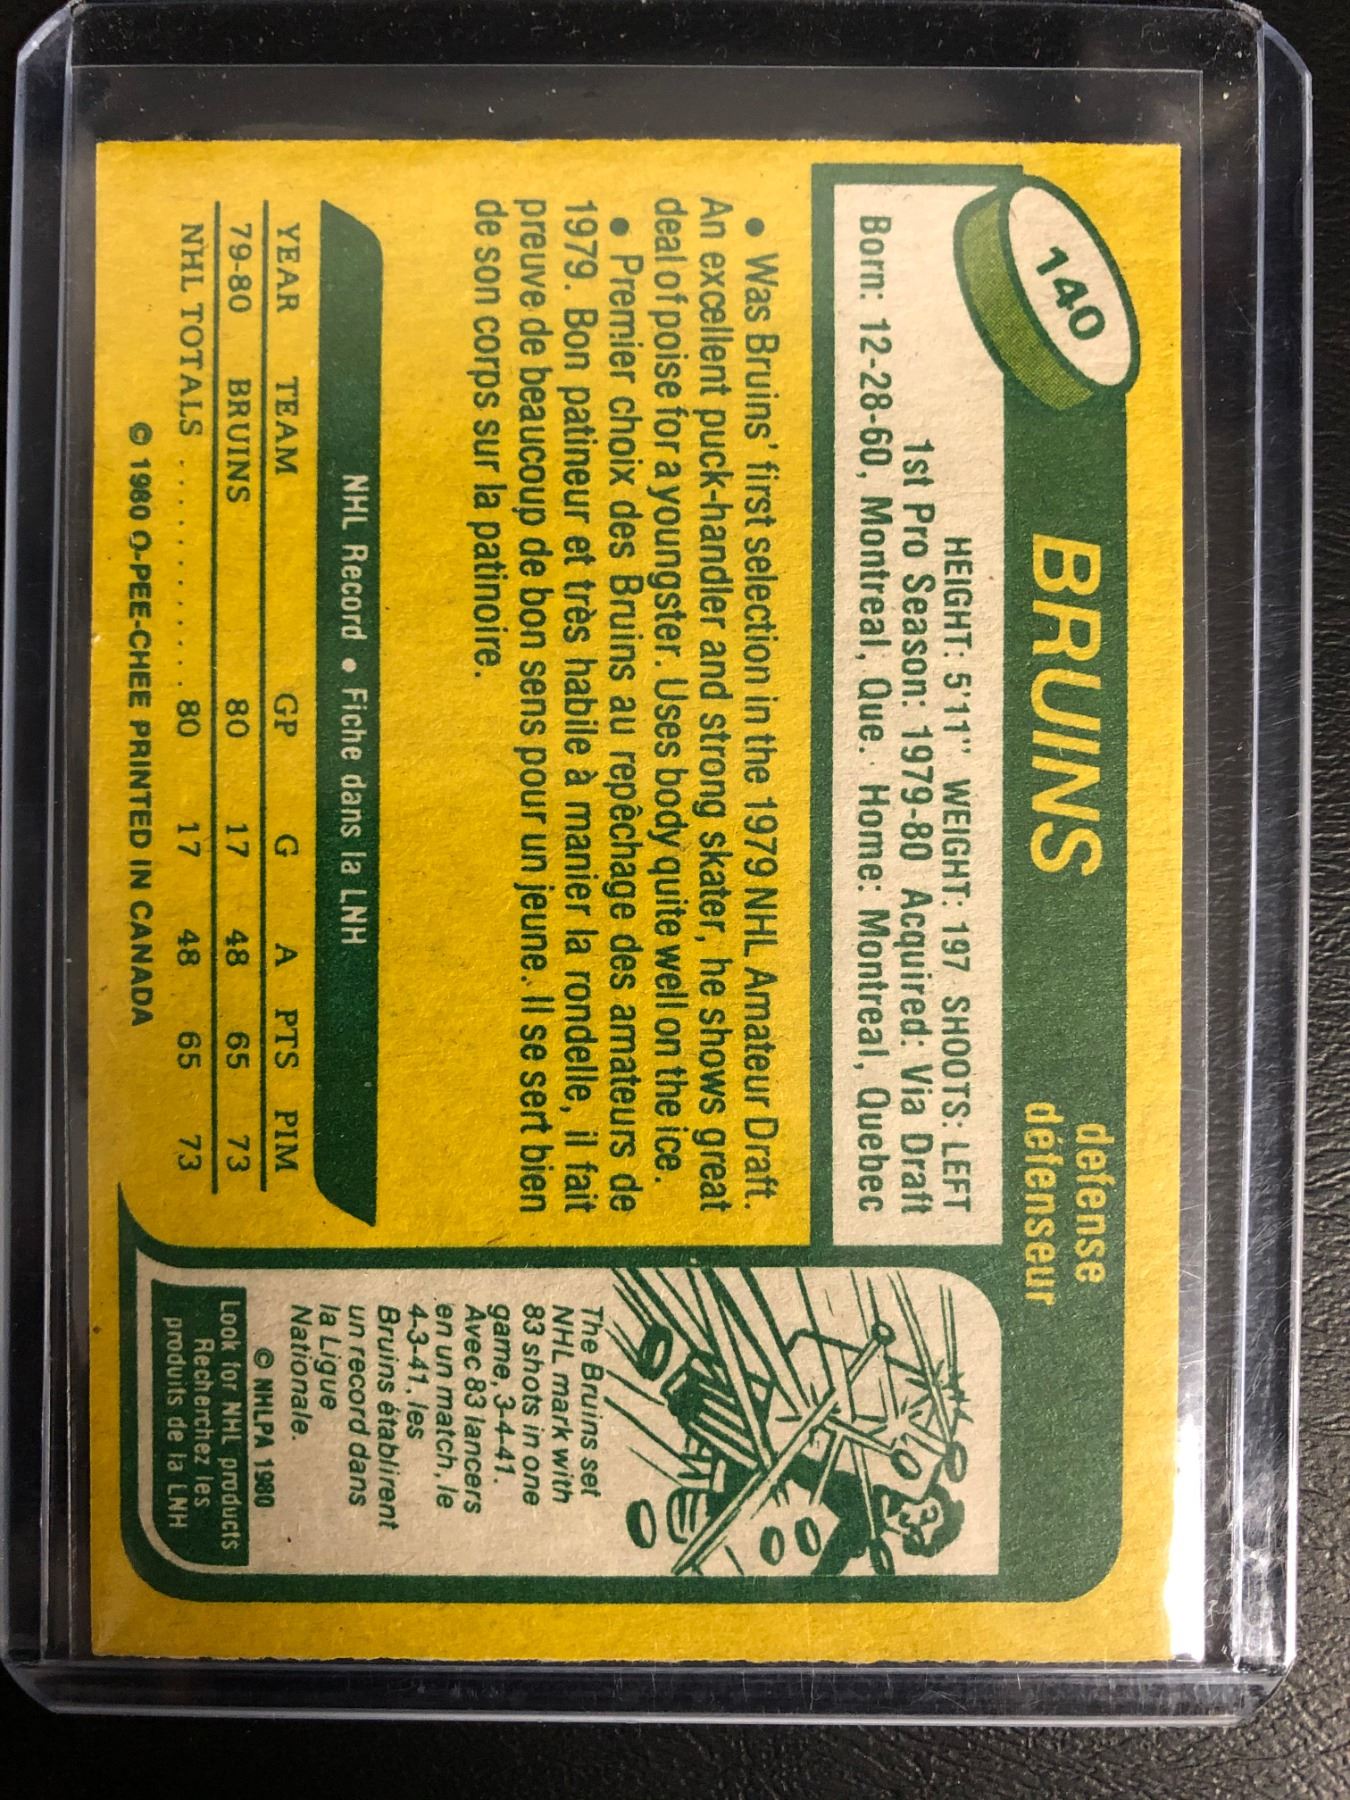 140
BRUINS
defense
défenseur
HEIGHT: 5'11" WEIGHT: 197 SHOOTS: LEFT
1st Pro Season: 1979-80 Acquired: Via Draft
Born: 12-28-60, Montreal, Que. Home: Montreal, Quebec
• Was Bruins' first selection in the 1979 NHL Amateur Draft.
An excellent puck-handler and strong skater, he shows great
deal of poise for a youngster. Uses body quite well on the ice.
• Premier choix des Bruins au repêchage des amateurs de
1979. Bon patineur et très habile à manier la rondelle, il fait
preuve de beaucoup de bon sens pour un jeune. Il se sert bien
de son corps sur la patinoire.
NHL Record • Fiche dans la LNH
YEAR TEAM GP G A PTS PIM
79-80 BRUINS 80 17 48 65 73
NHL TOTALS . . . . . . . . . . . 80 17 48 65 73
© 1980 O-PEE-CHEE PRINTED IN CANADA
The Bruins set
NHL mark with
83 shots in one
game, 3-4-41.
Avec 83 lancers
en un match, le
4-3-41, les
Bruins établirent
un record dans
la Ligue
Nationale.
© NHLPA 1980
Look for NHL products
Recherchez les
produits de la LNH